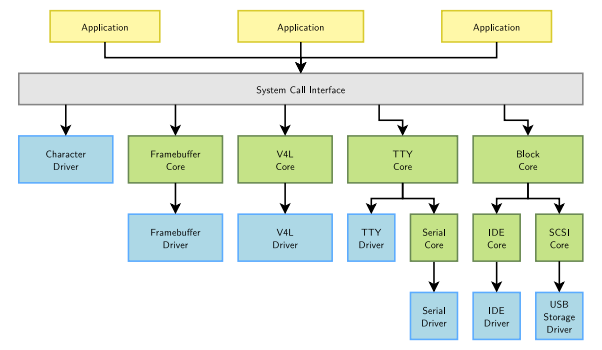 Application
Application
Application
System Call Interface
Character
Driver
Framebuffer
Core
V4L
Core
TTY
Core
Block
Core
Framebuffer
Driver
V4L
Driver
TTY
Driver
Serial
Core
IDE
Core
SCSI
Core
Serial
Driver
IDE
Driver
USB
Storage
Driver